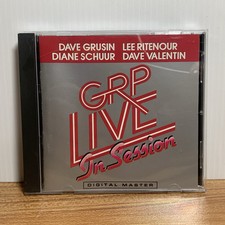 DAVE GRUSIN LEE RITENOUR
DIANE SCHUUR DAVE VALENTIN
GRP
LIVE
In Session
DIGITAL MASTER